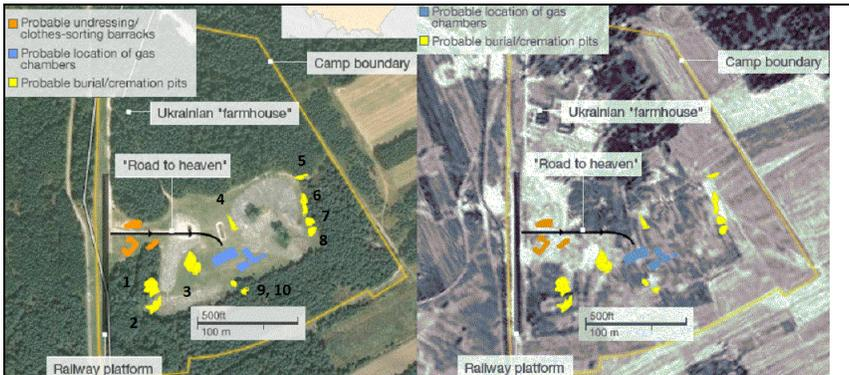 Probable undressing/
clothes-sorting barracks
Probable location of gas
chambers
Probable burial/cremation pits
Camp boundary
Ukrainian "farmhouse"
"Road to heaven"
5
4
6
7
8
1
3
9, 10
2
500ft
100 m
Railway platform
Probable location of gas
chambers
Probable burial/cremation pits
Camp boundary
Ukrainian "farmhouse"
"Road to heaven"
500ft
100 m
Railway platform